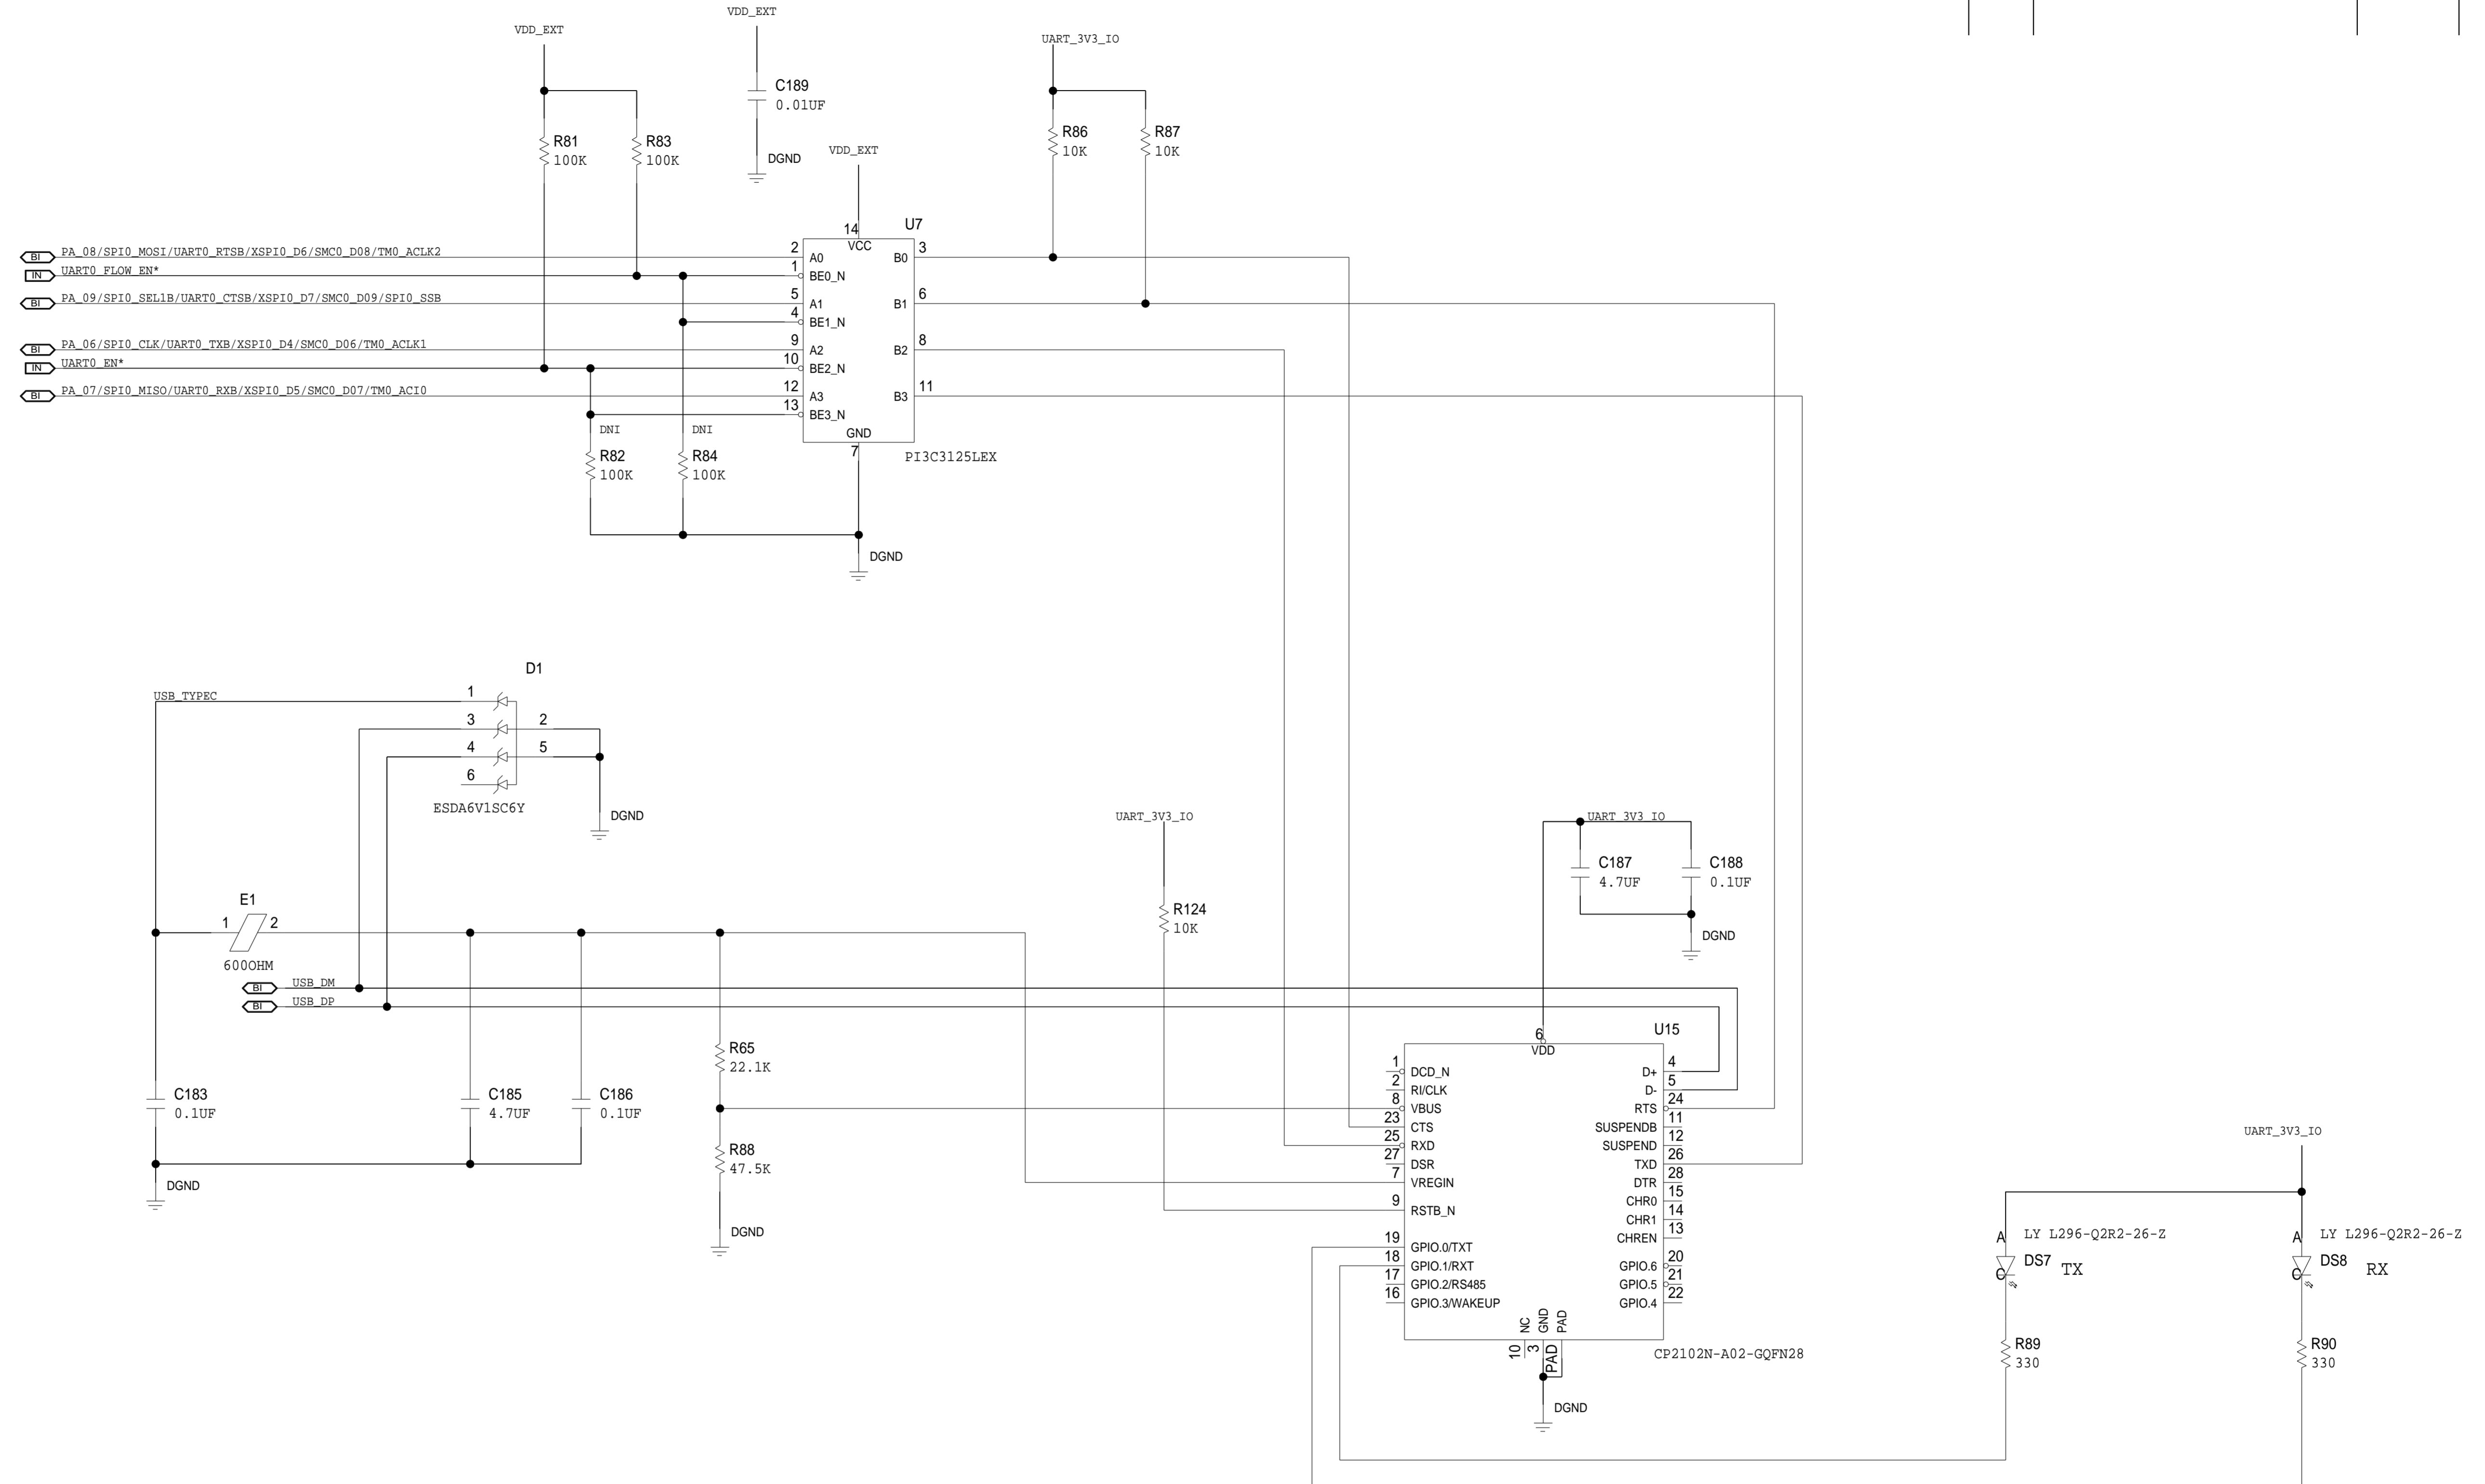 VDD_EXT
VDD_EXT
UART_3V3_IO
C189
0.01UF
R81
100K
R83
100K
DGND
VDD_EXT
R86
10K
R87
10K
14
U7
VCC
BI PA_08/SPI0_MOSI/UART0_RTSB/XSPI0_D6/SMC0_D08/TM0_ACLK2 2 A0 B0 3
IN UART0_FLOW_EN* 1 BE0_N
BI PA_09/SPI0_SEL1B/UART0_CTSB/XSPI0_D7/SMC0_D09/SPI0_SSB 5 A1 B1 6
4 BE1_N
BI PA_06/SPI0_CLK/UART0_TXB/XSPI0_D4/SMC0_D06/TM0_ACLK1 9 A2 B2 8
IN UART0_EN* 10 BE2_N
BI PA_07/SPI0_MISO/UART0_RXB/XSPI0_D5/SMC0_D07/TM0_ACI0 12 A3 B3 11
13 BE3_N
DNI
DNI
GND
7
PI3C3125LEX
R82
100K
R84
100K
DGND
D1
USB_TYPEC
1
3 2
4 5
6
ESDA6V1SC6Y
DGND
UART_3V3_IO
UART_3V3_IO
C187
4.7UF
C188
0.1UF
DGND
E1
1 2
600OHM
R124
10K
BI USB_DM
BI USB_DP
R65
22.1K
C183
0.1UF
C185
4.7UF
C186
0.1UF
R88
47.5K
DGND
DGND
6
U15
VDD
1 DCD_N D+ 4
2 RI/CLK D- 5
8 VBUS RTS 24
23 CTS SUSPENDB 11
25 RXD SUSPEND 12
27 DSR TXD 26
7 VREGIN DTR 28
CHR0 15
9 RSTB_N CHR1 14
CHREN 13
19 GPIO.0/TXT
18 GPIO.1/RXT GPIO.6 20
17 GPIO.2/RS485 GPIO.5 21
16 GPIO.3/WAKEUP GPIO.4 22
NC GND PAD
10 3 PAD
CP2102N-A02-GQFN28
DGND
UART_3V3_IO
A LY L296-Q2R2-26-Z
C DS7 TX
A LY L296-Q2R2-26-Z
C DS8 RX
R89
330
R90
330